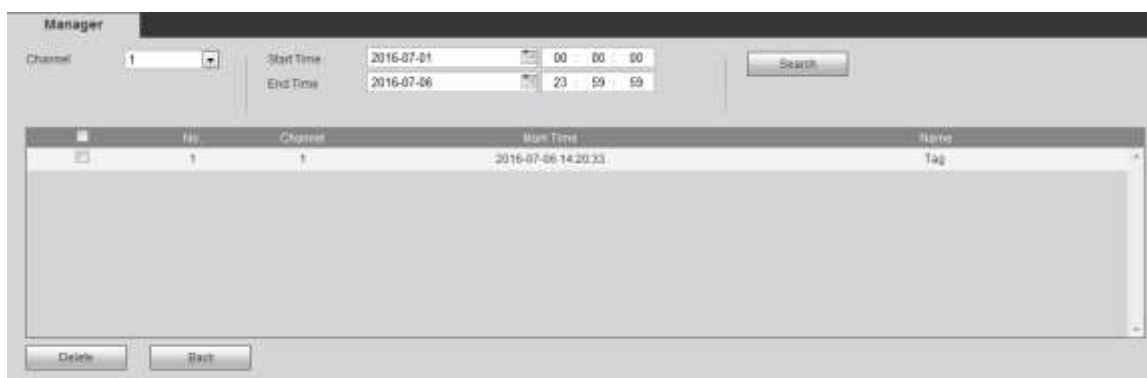 Manager
Channel 1 Start Time 2016-07-01 00 : 00 : 00 Search
End Time 2016-07-06 23 : 59 : 59
No. Channel Start Time Name
1 1 2016-07-06 14:20:33 Tag
Delete Back